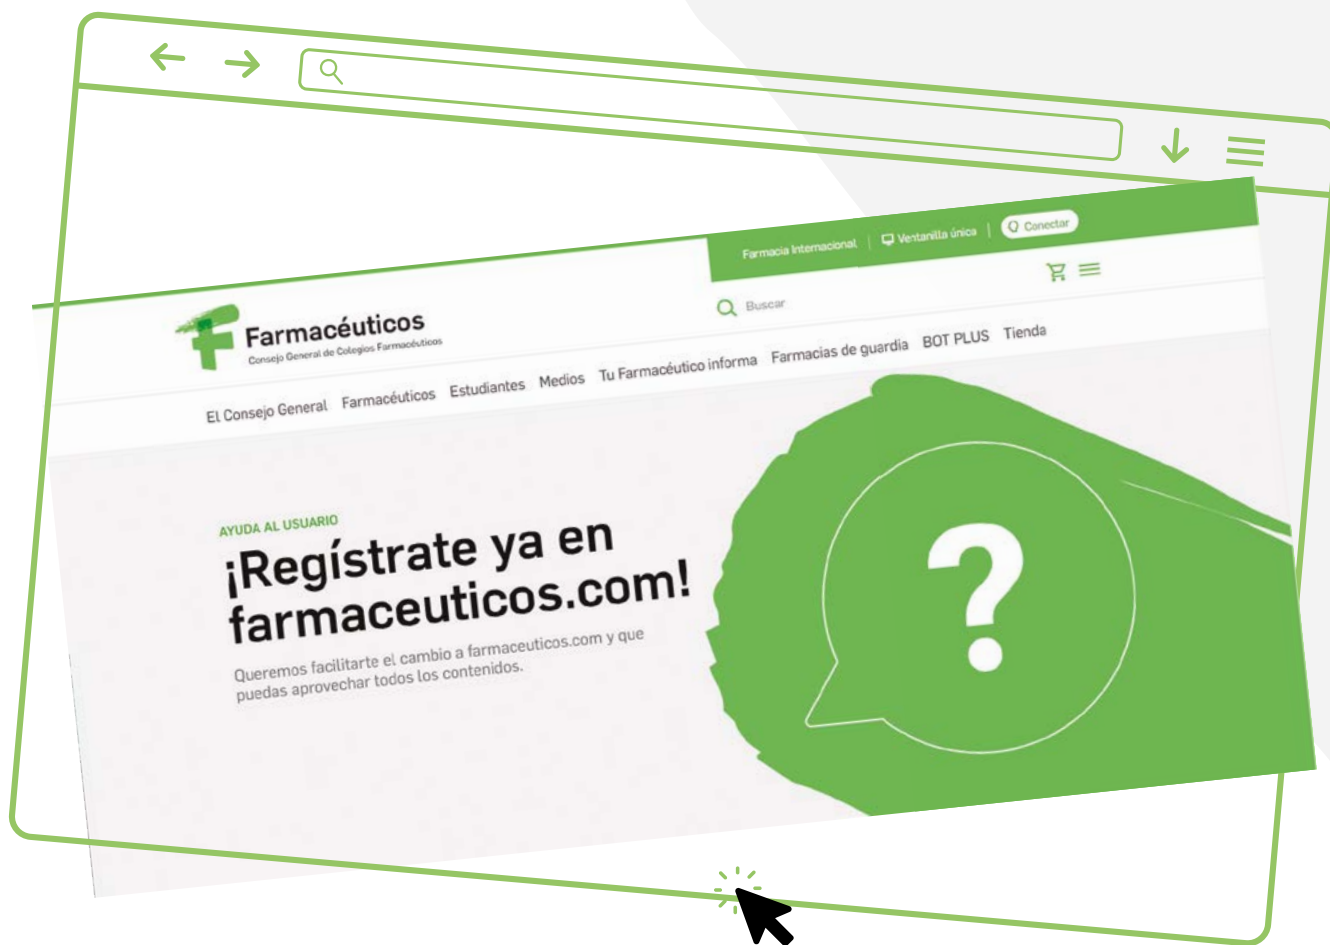 Farmacia Internacional
Ventanilla única
Conectar
Farmacéuticos
Consejo General de Colegios Farmacéuticos
Buscar
El Consejo General Farmacéuticos Estudiantes Medios Tu Farmacéutico informa Farmacias de guardia BOT PLUS Tienda
AYUDA AL USUARIO
¡Regístrate ya en
farmaceuticos.com!
Queremos facilitarte el cambio a farmaceuticos.com y que
puedas aprovechar todos los contenidos.
?